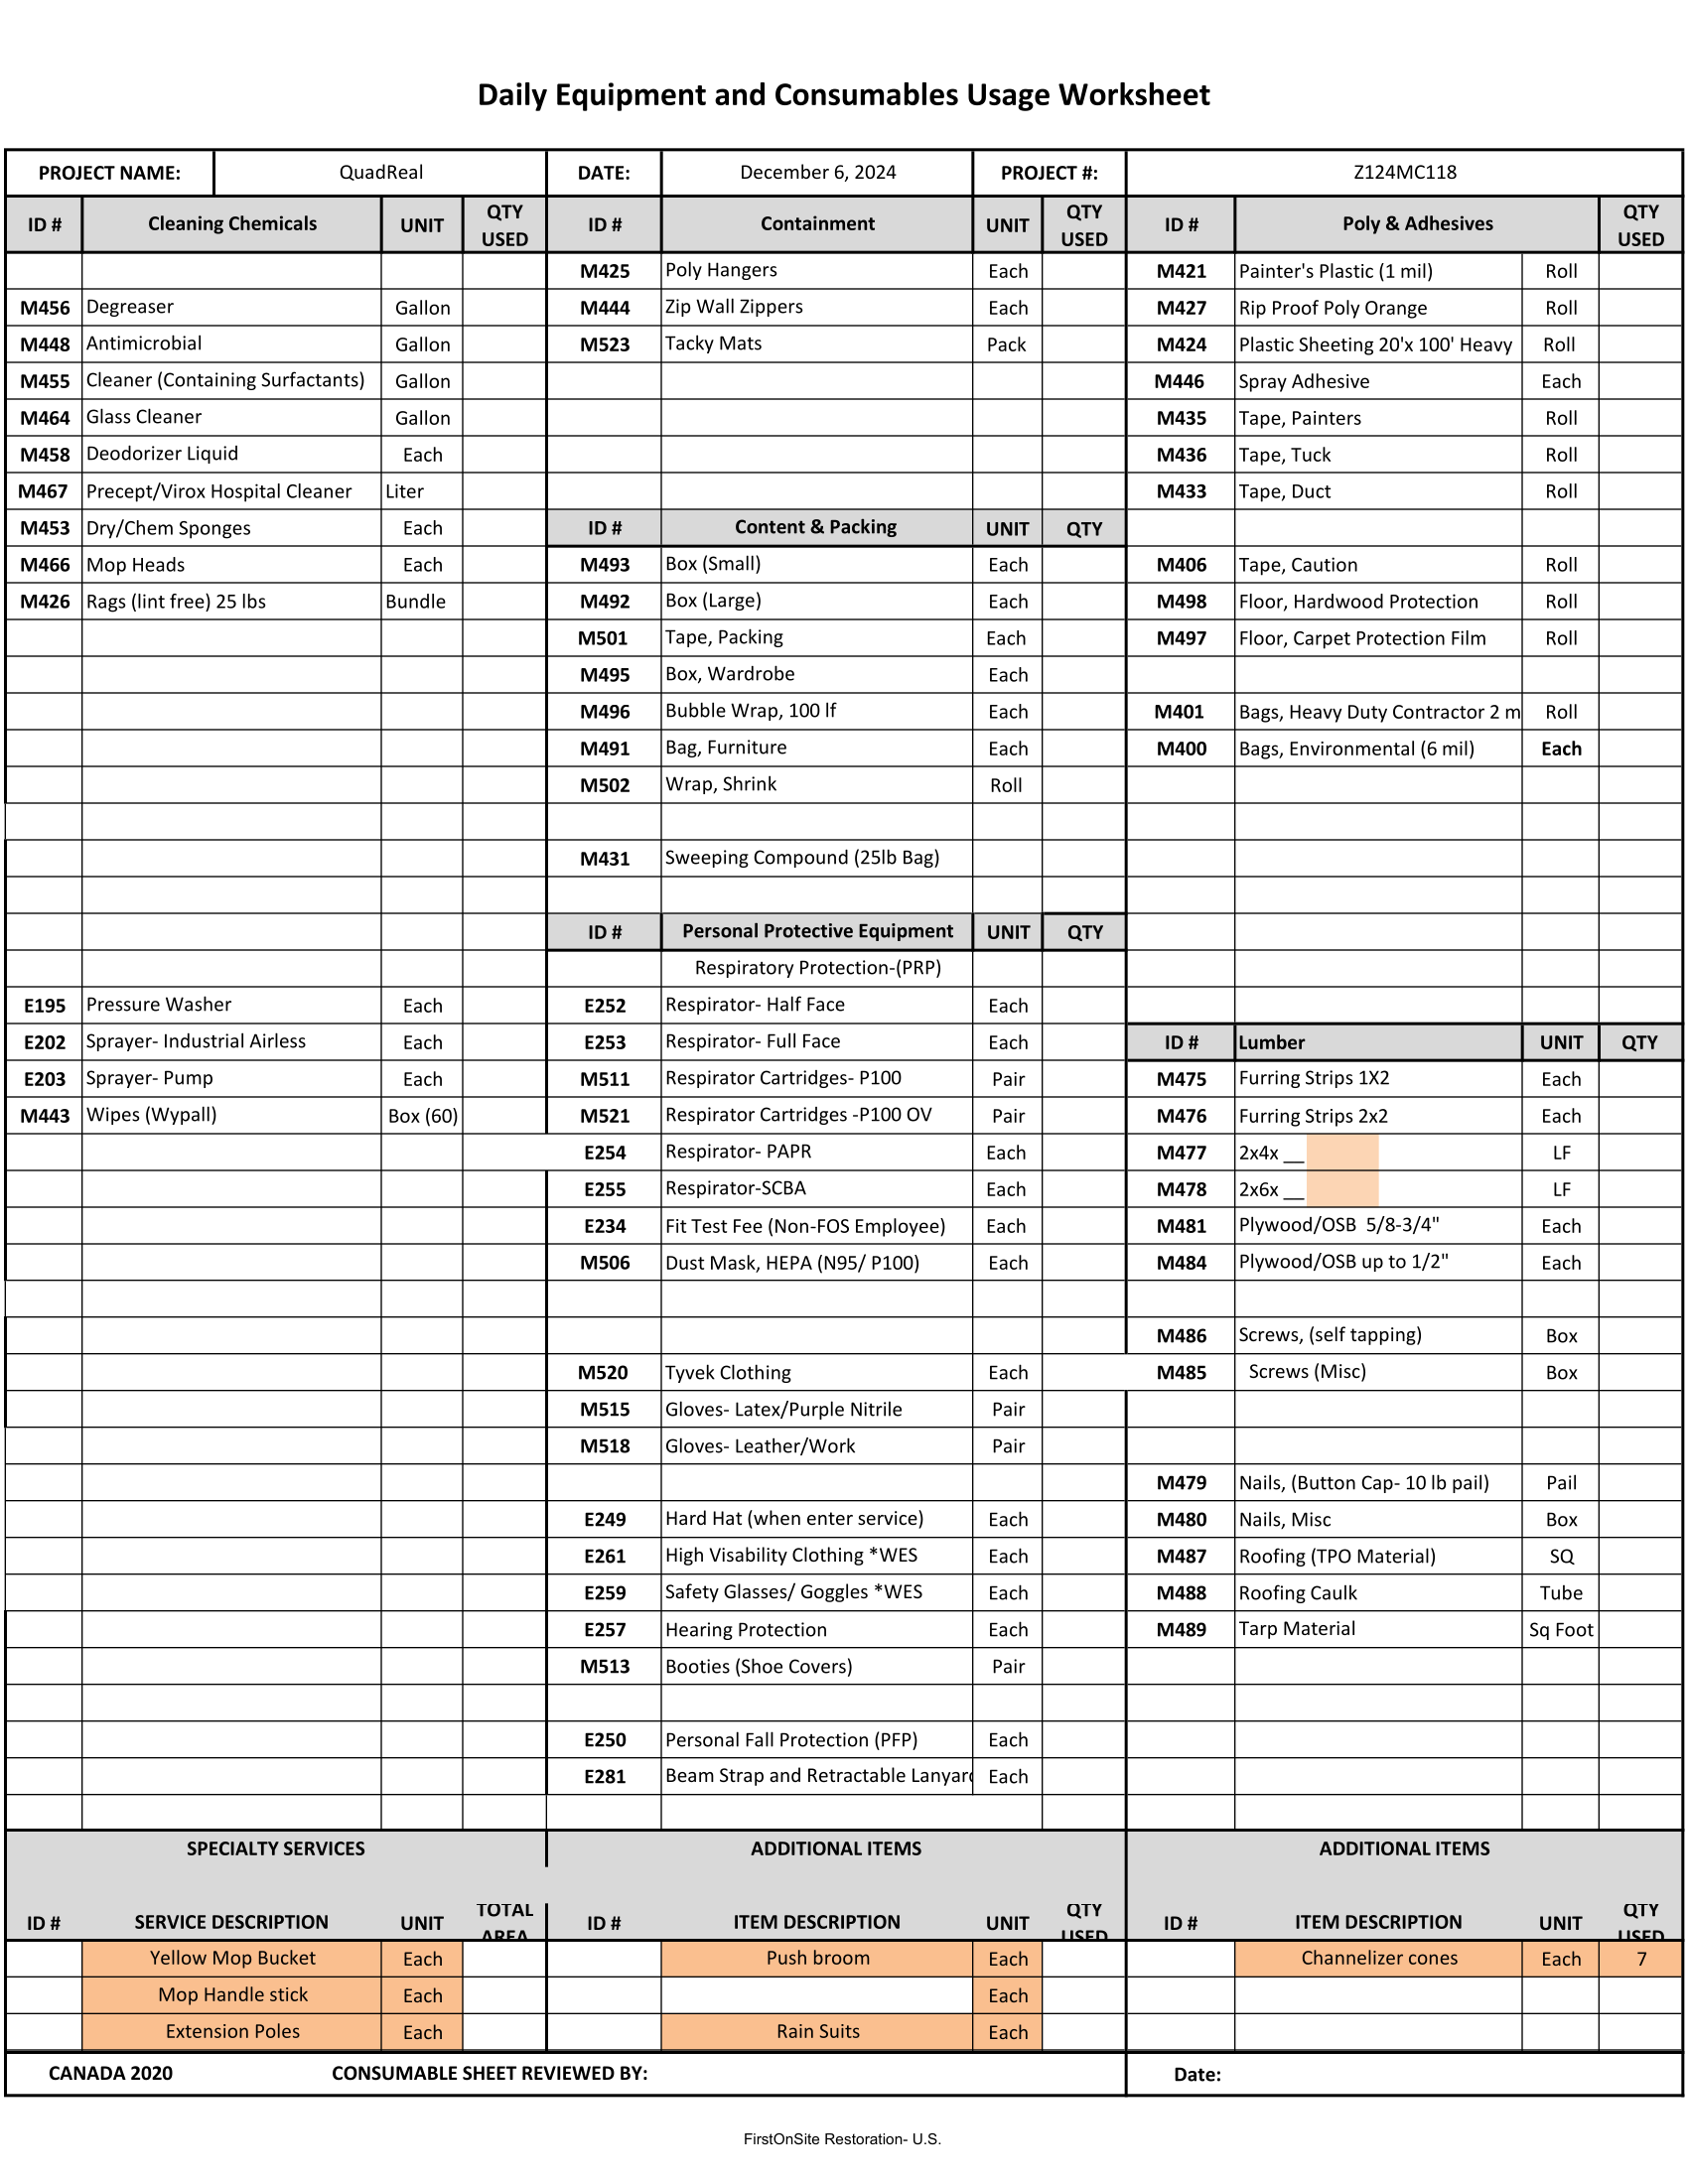 Daily Equipment and Consumables Usage Worksheet
PROJECT NAME: QuadReal DATE: December 6, 2024 PROJECT #: Z124MC118
ID # Cleaning Chemicals UNIT QTY USED ID # Containment UNIT QTY USED ID # Poly & Adhesives QTY USED
M425 Poly Hangers Each M421 Painter's Plastic (1 mil) Roll
M456 Degreaser Gallon M444 Zip Wall Zippers Each M427 Rip Proof Poly Orange Roll
M448 Antimicrobial Gallon M523 Tacky Mats Pack M424 Plastic Sheeting 20'x 100' Heavy Roll
M455 Cleaner (Containing Surfactants) Gallon M446 Spray Adhesive Each
M464 Glass Cleaner Gallon M435 Tape, Painters Roll
M458 Deodorizer Liquid Each M436 Tape, Tuck Roll
M467 Precept/Virox Hospital Cleaner Liter M433 Tape, Duct Roll
M453 Dry/Chem Sponges Each ID # Content & Packing UNIT QTY
M466 Mop Heads Each M493 Box (Small) Each M406 Tape, Caution Roll
M426 Rags (lint free) 25 lbs Bundle M492 Box (Large) Each M498 Floor, Hardwood Protection Roll
M501 Tape, Packing Each M497 Floor, Carpet Protection Film Roll
M495 Box, Wardrobe Each
M496 Bubble Wrap, 100 lf Each M401 Bags, Heavy Duty Contractor 2 m Roll
M491 Bag, Furniture Each M400 Bags, Environmental (6 mil) Each
M502 Wrap, Shrink Roll
M431 Sweeping Compound (25lb Bag)
ID # Personal Protective Equipment UNIT QTY
Respiratory Protection-(PRP)
E195 Pressure Washer Each E252 Respirator- Half Face Each
E202 Sprayer- Industrial Airless Each E253 Respirator- Full Face Each ID # Lumber UNIT QTY
E203 Sprayer- Pump Each M511 Respirator Cartridges- P100 Pair M475 Furring Strips 1X2 Each
M443 Wipes (Wypall) Box (60) M521 Respirator Cartridges -P100 OV Pair M476 Furring Strips 2x2 Each
E254 Respirator- PAPR Each M477 2x4x __ LF
E255 Respirator-SCBA Each M478 2x6x __ LF
E234 Fit Test Fee (Non-FOS Employee) Each M481 Plywood/OSB 5/8-3/4" Each
M506 Dust Mask, HEPA (N95/ P100) Each M484 Plywood/OSB up to 1/2" Each
M486 Screws, (self tapping) Box
M520 Tyvek Clothing Each M485 Screws (Misc) Box
M515 Gloves- Latex/Purple Nitrile Pair
M518 Gloves- Leather/Work Pair
M479 Nails, (Button Cap- 10 lb pail) Pail
E249 Hard Hat (when enter service) Each M480 Nails, Misc Box
E261 High Visability Clothing *WES Each M487 Roofing (TPO Material) SQ
E259 Safety Glasses/ Goggles *WES Each M488 Roofing Caulk Tube
E257 Hearing Protection Each M489 Tarp Material Sq Foot
M513 Booties (Shoe Covers) Pair
E250 Personal Fall Protection (PFP) Each
E281 Beam Strap and Retractable Lanyard Each
SPECIALTY SERVICES ADDITIONAL ITEMS ADDITIONAL ITEMS
ID # SERVICE DESCRIPTION UNIT TOTAL AREA ID # ITEM DESCRIPTION UNIT QTY USED ID # ITEM DESCRIPTION UNIT QTY USED
Yellow Mop Bucket Each Push broom Each Channelizer cones Each 7
Mop Handle stick Each Each
Extension Poles Each Rain Suits Each
CANADA 2020 CONSUMABLE SHEET REVIEWED BY: Date:
FirstOnSite Restoration- U.S.